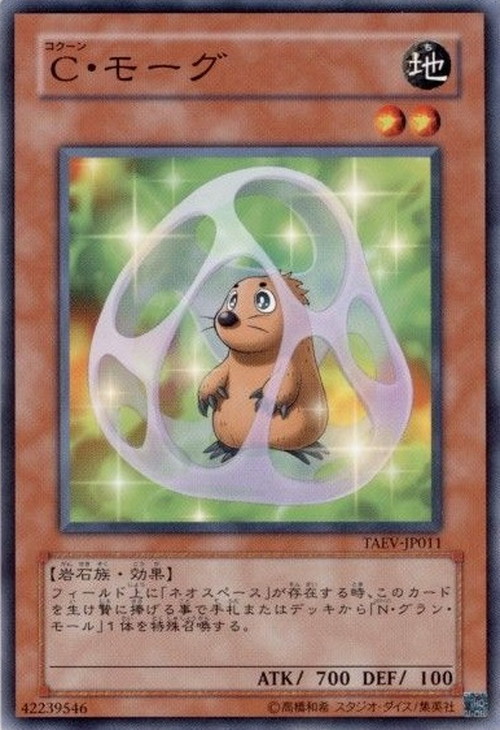 コクーン
C・モーグ
ち
地
TAEV-JP011
【岩石族・効果】
フィールド上に「ネオスペース」が存在する時、このカード
を生け贄に捧げる事で手札またはデッキから「N・グラン・
モール」1体を特殊召喚する。
ATK/ 700 DEF/ 100
42239546
©高橋和希 スタジオ・ダイス/集英社